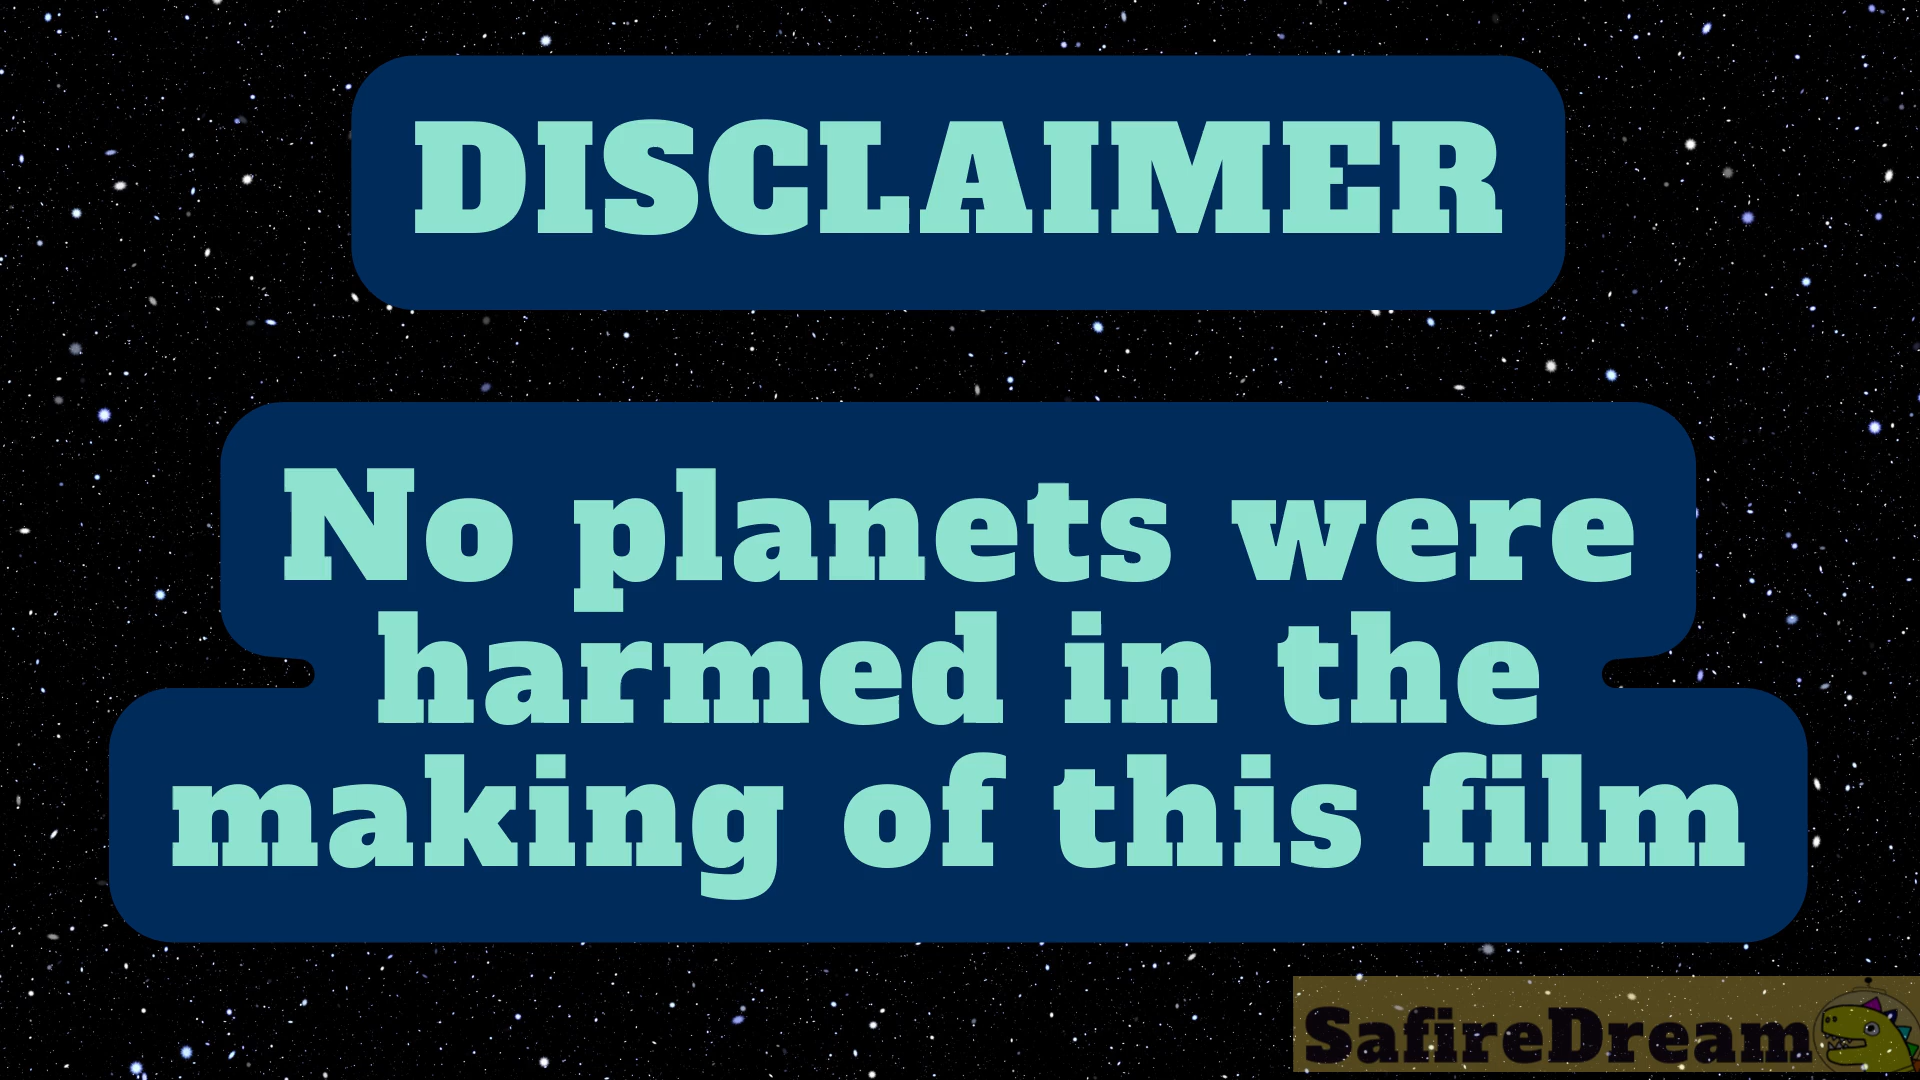 DISCLAIMER
No planets were
harmed in the
making of this film
SafireDream